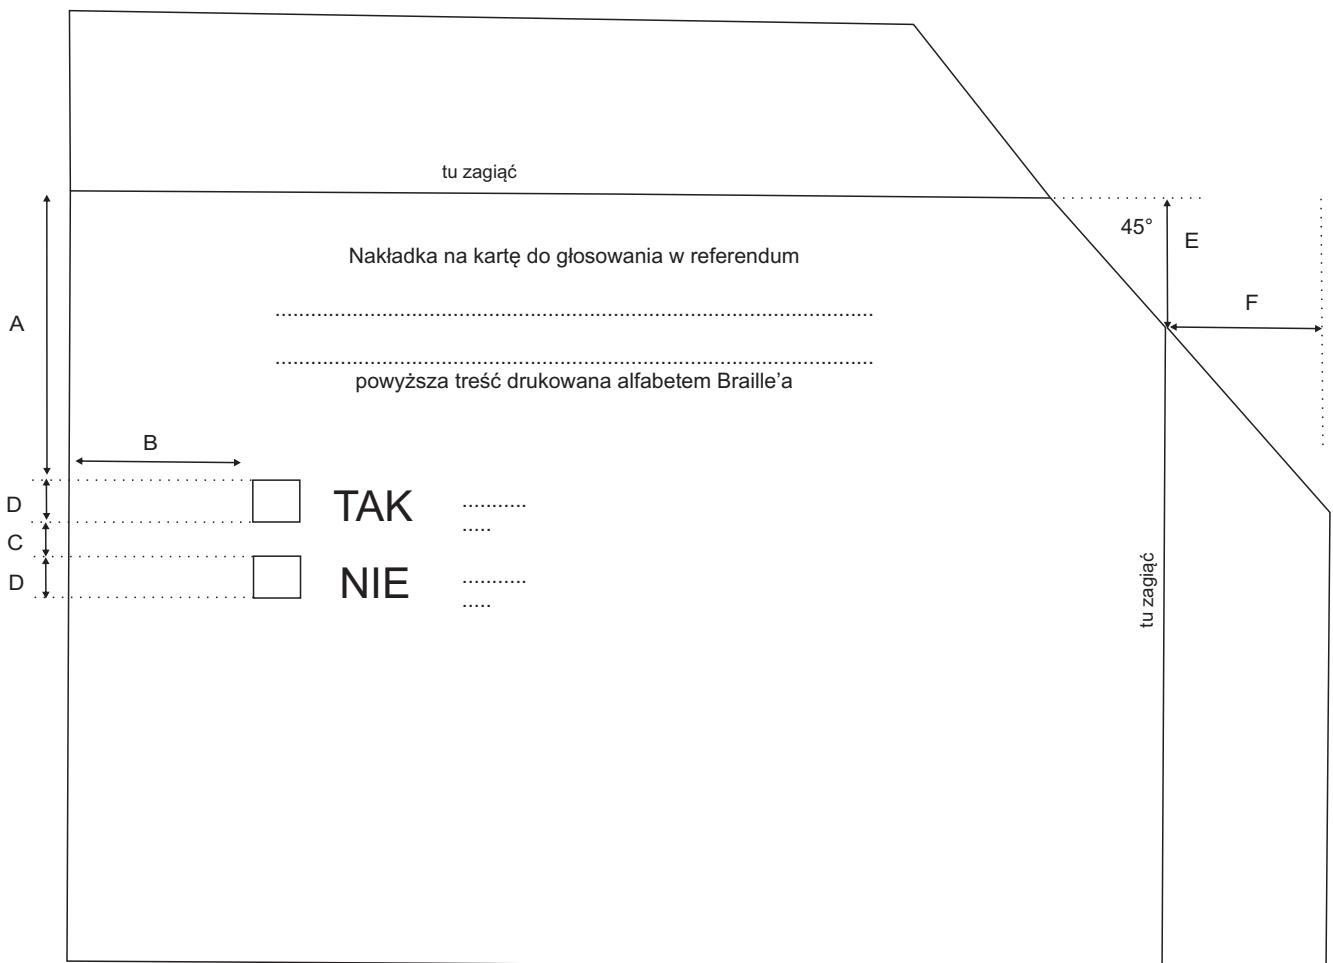 tu zagiąć
45°
E
Nakładka na kartę do głosowania w referendum
F
A
................................................................................................
................................................................................................
powyższa treść drukowana alfabetem Braille’a
B
D
TAK ...........
.....
C
D
NIE ...........
.....
tu zagiąć